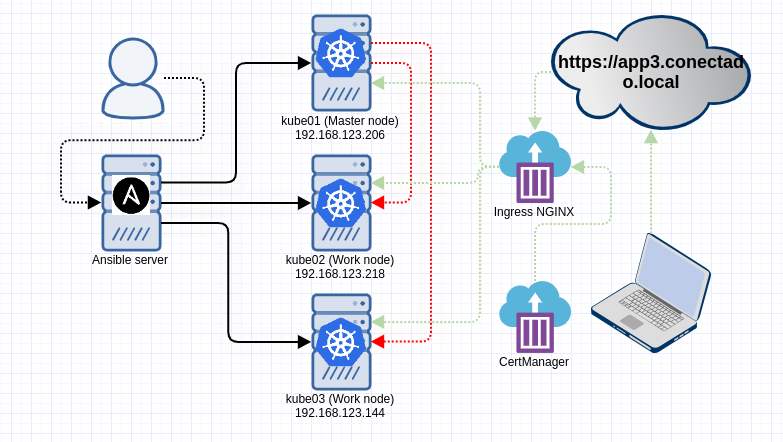 https://app3.conectad
o.local
kube01 (Master node)
192.168.123.206
Ingress NGINX
Ansible server
kube02 (Work node)
192.168.123.218
CertManager
kube03 (Work node)
192.168.123.144